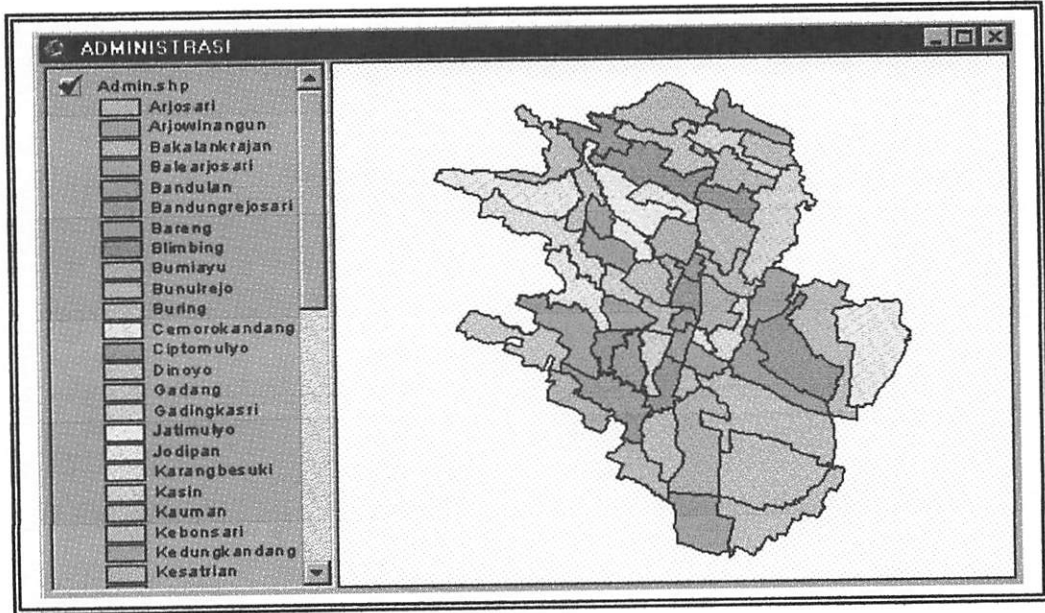 ADMINISTRASI
Admin.shp
Arjosari
Arjowinangun
Bakalankrajan
Balearjosari
Bandulan
Bandungrejosari
Bareng
Blimbing
Bumiayu
Bunulrejo
Buring
Cemorokandang
Ciptomulyo
Dinoyo
Gadang
Gadingkasri
Jatimulyo
Jodipan
Karangbesuki
Kasin
Kauman
Kebonsari
Kedungkandang
Kesatrian